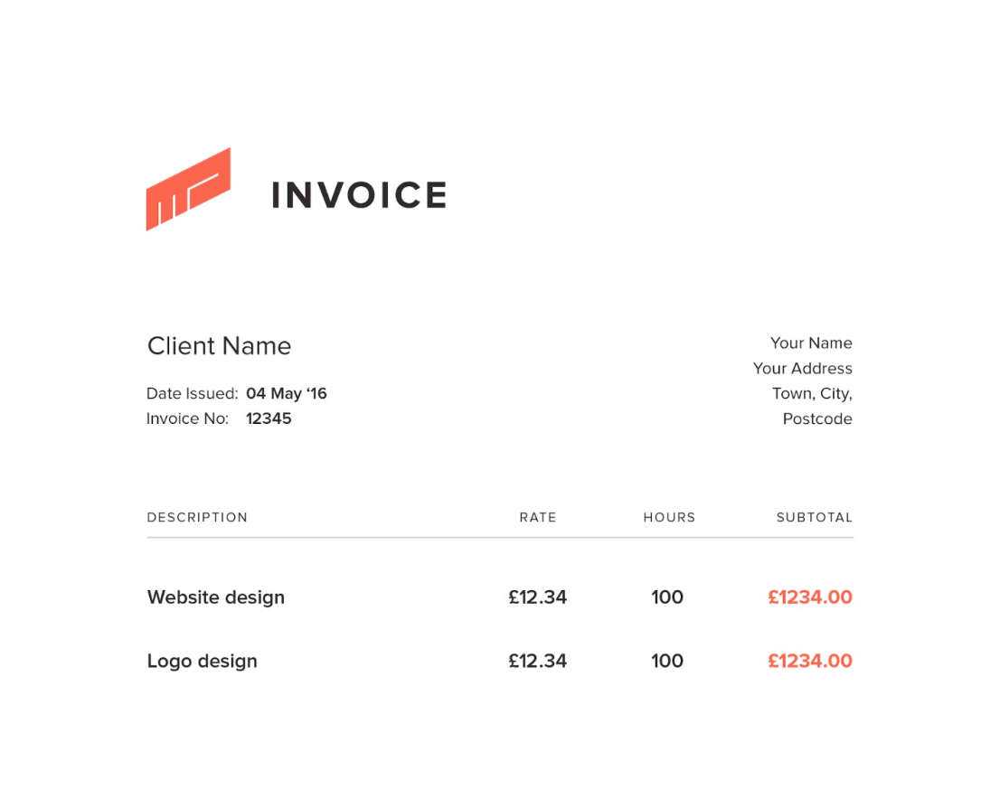 INVOICE
Client Name
Date Issued: 04 May ‘16
Invoice No: 12345
Your Name
Your Address
Town, City,
Postcode
DESCRIPTION RATE HOURS SUBTOTAL
Website design £12.34 100 £1234.00
Logo design £12.34 100 £1234.00